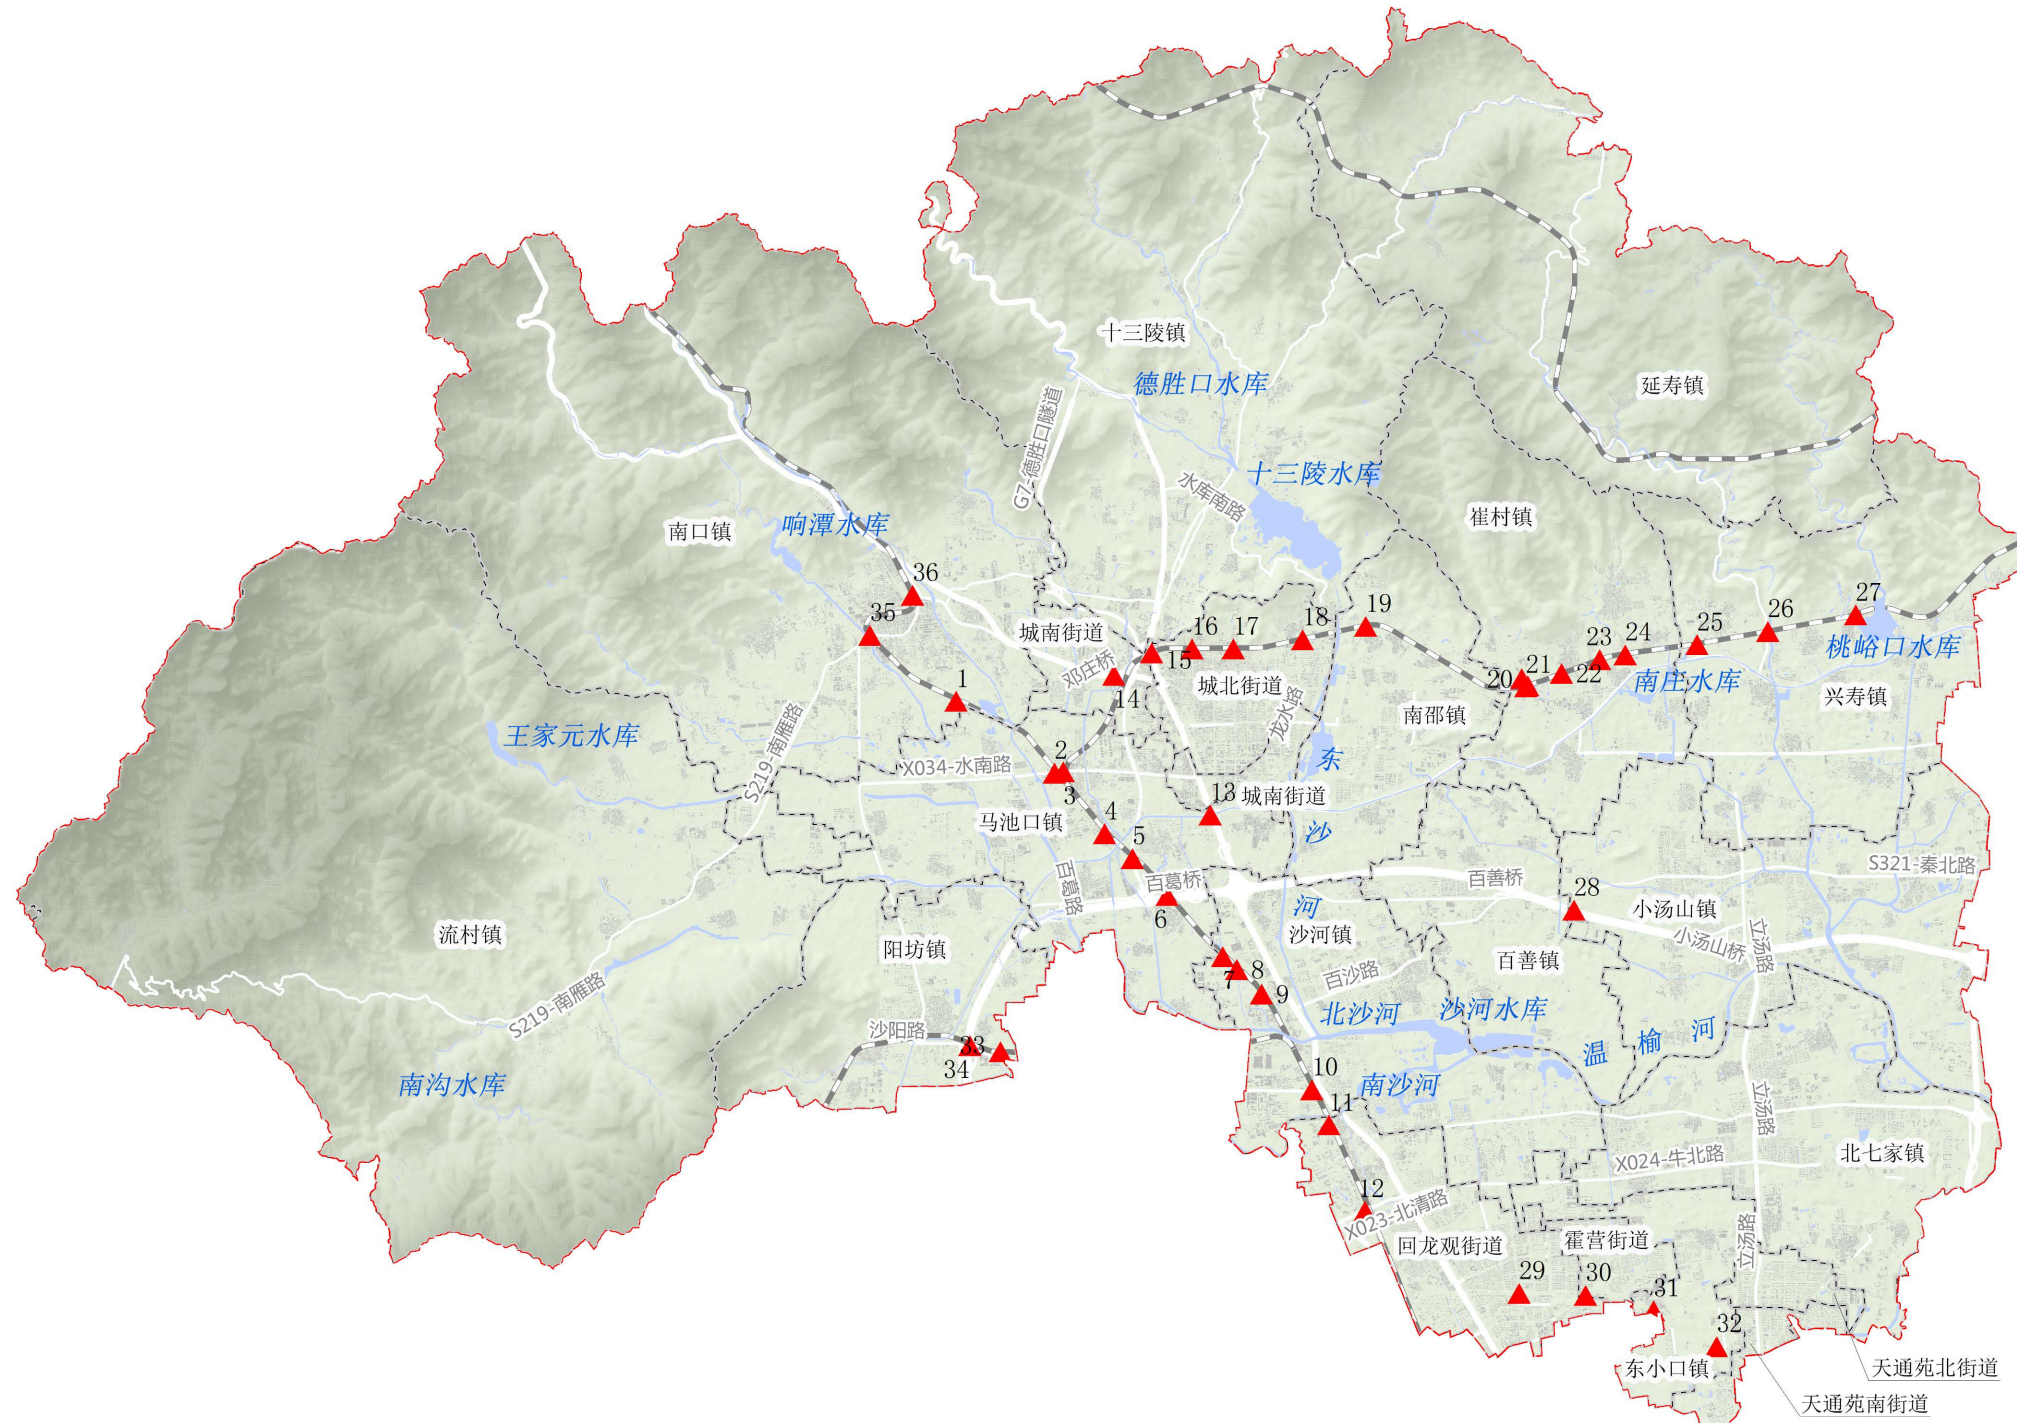 十三陵镇
德胜口水库
延寿镇
G7-德胜口隧道
十三陵水库
水库南路
崔村镇
响潭水库
南口镇
36
35
城南街道
16
17
18
19
23
24
25
26
27
桃峪口水库
邓庄桥
15
14
城北街道
20
21
22
南庄水库
兴寿镇
1
王家元水库
S219-南雁路
龙水路
南邵镇
2
X034-水南路
3
东
沙
河
13
城南街道
马池口镇
4
5
百葛路
百葛桥
6
百善桥
28
S321-秦北路
小汤山镇
小汤山桥
立汤路
流村镇
阳坊镇
沙河镇
百善镇
7
8
9
百沙路
S219-南雁路
北沙河
沙河水库
温
榆
河
沙阳路
33
34
南沟水库
10
南沙河
11
立汤路
X024-牛北路
北七家镇
12
X023-北清路
回龙观街道
霍营街道
立汤路
29
30
31
32
东小口镇
天通苑北街道
天通苑南街道